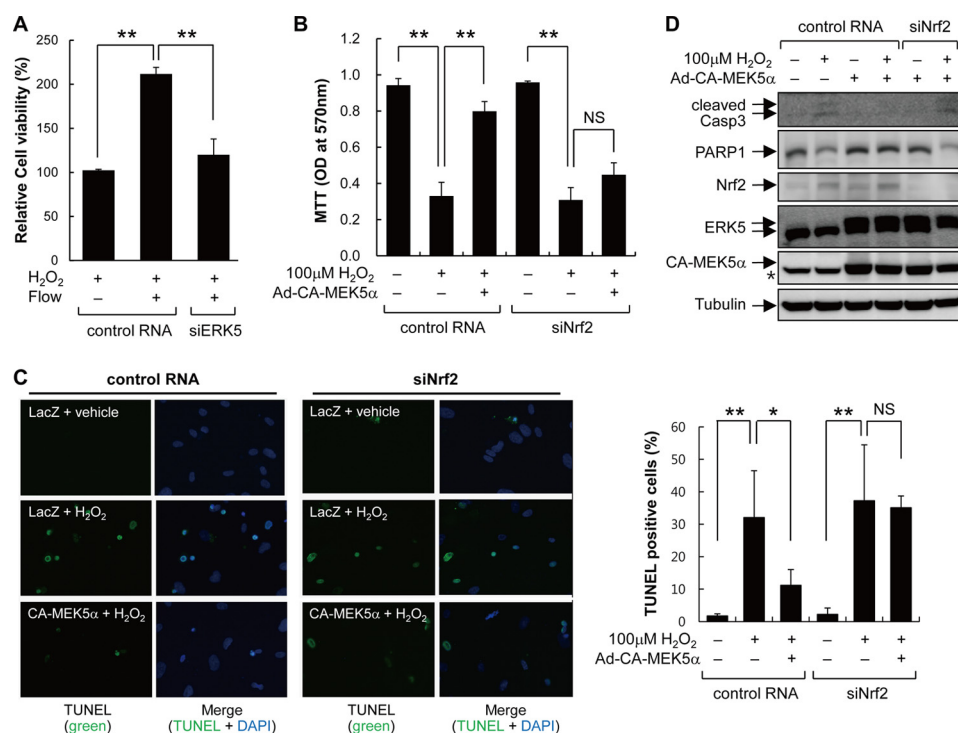 A
Relative Cell viability (%)
250
200
150
100
50
0
** **
H₂O₂ + + +
Flow – + +
control RNA siERK5
B
MTT (OD at 570nm)
1.2
1.0
0.8
0.6
0.4
0.2
0.0
** ** **
NS
100μM H₂O₂ – + + – + +
Ad-CA-MEK5α – – + – – +
control RNA siNrf2
D
control RNA siNrf2
100μM H₂O₂ – + – + – +
Ad-CA-MEK5α – – + + + +
cleaved
Casp3
PARP1
Nrf2
ERK5
CA-MEK5α
*
Tubulin
C
control RNA siNrf2
LacZ + vehicle LacZ + vehicle
LacZ + H₂O₂ LacZ + H₂O₂
CA-MEK5α + H₂O₂ CA-MEK5α + H₂O₂
TUNEL Merge TUNEL Merge
(green) (TUNEL + DAPI) (green) (TUNEL + DAPI)
TUNEL positive cells (%)
60
50
40
30
20
10
0
** * ** NS
100μM H₂O₂ – + + – + +
Ad-CA-MEK5α – – + – – +
control RNA siNrf2